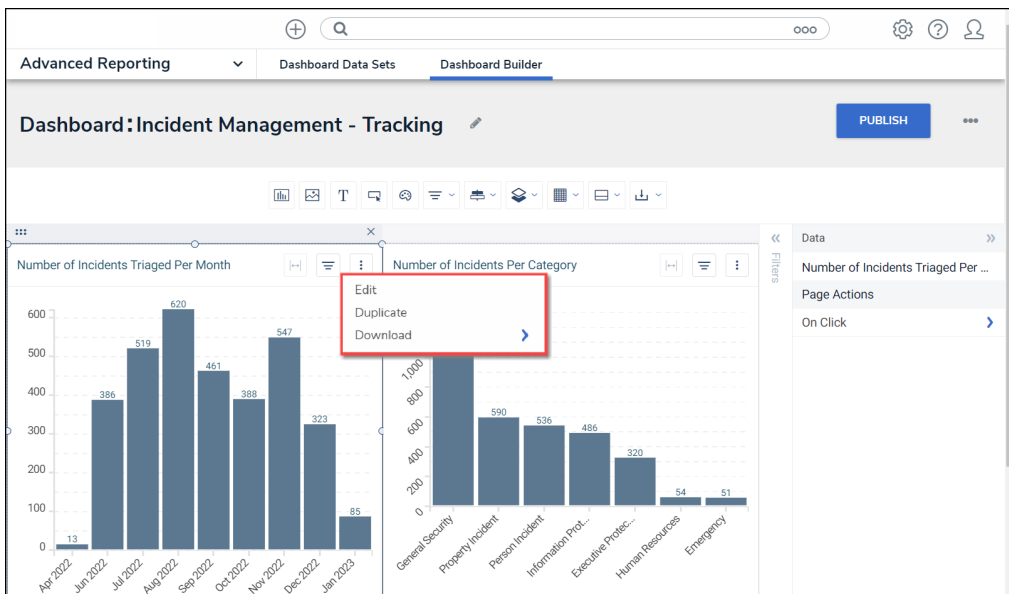 ooo
Advanced Reporting
Dashboard Data Sets
Dashboard Builder
Dashboard : Incident Management - Tracking
PUBLISH
T
Number of Incidents Triaged Per Month
Number of Incidents Per Category
Edit
Duplicate
Download
Filters
Data
Number of Incidents Triaged Per ...
Page Actions
On Click
600
500
400
300
200
100
0
13
386
519
620
461
388
547
323
85
Apr 2022
Jun 2022
Jul 2022
Aug 2022
Sep 2022
Oct 2022
Nov 2022
Dec 2022
Jan 2023
1,000
800
600
400
200
0
590
536
486
320
54
51
General Security
Property Incident
Person Incident
Information Prot...
Executive Protec...
Human Resources
Emergency